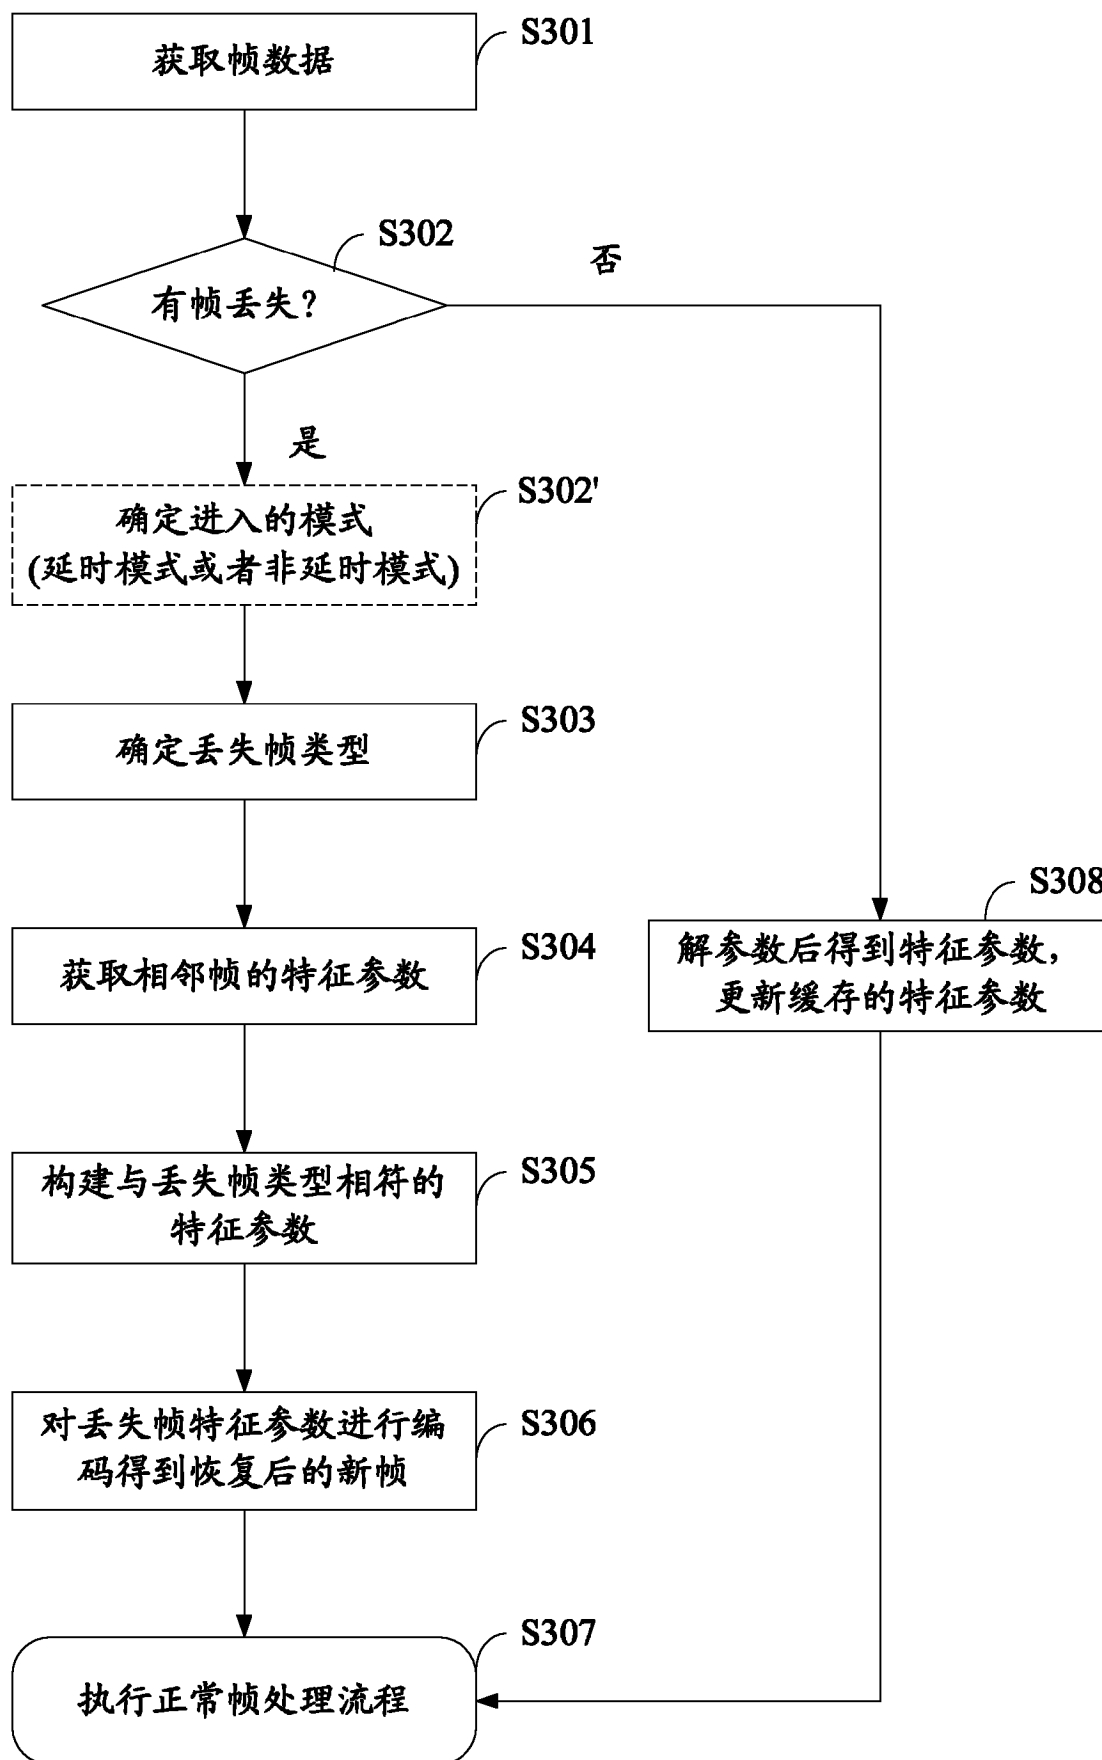 获取帧数据
S301
有帧丢失?
S302
否
是
确定进入的模式
(延时模式或者非延时模式)
S302'
确定丢失帧类型
S303
获取相邻帧的特征参数
S304
解参数后得到特征参数，
更新缓存的特征参数
S308
构建与丢失帧类型相符的
特征参数
S305
对丢失帧特征参数进行编
码得到恢复后的新帧
S306
执行正常帧处理流程
S307